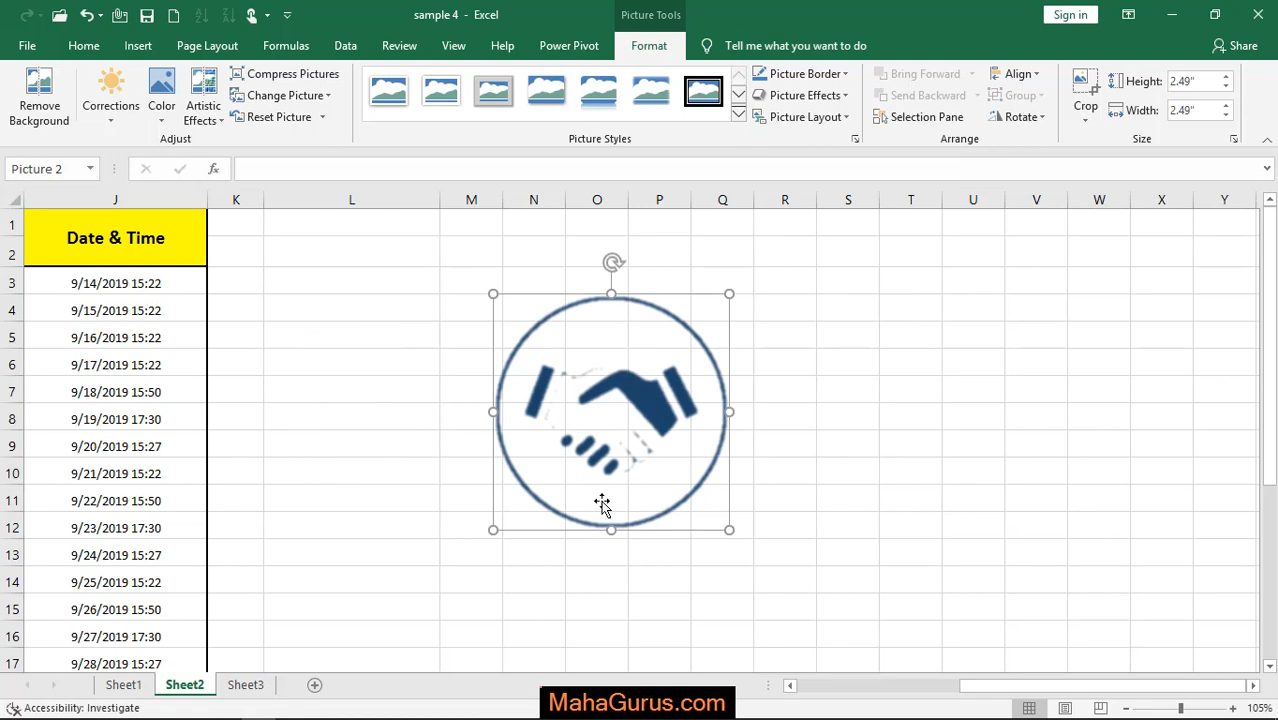 sample 4 - Excel
Picture Tools
Sign in
File Home Insert Page Layout Formulas Data Review View Help Power Pivot Format Tell me what you want to do Share
Remove Background
Corrections
Color
Artistic Effects
Compress Pictures
Change Picture
Reset Picture
Adjust
Picture Styles
Picture Border
Picture Effects
Picture Layout
Bring Forward
Send Backward
Selection Pane
Align
Group
Rotate
Arrange
Crop
Height: 2.49"
Width: 2.49"
Size
Picture 2
fx
J K L M N O P Q R S T U V W X Y
1
Date & Time
2
3 9/14/2019 15:22
4 9/15/2019 15:22
5 9/16/2019 15:22
6 9/17/2019 15:22
7 9/18/2019 15:50
8 9/19/2019 17:30
9 9/20/2019 15:27
10 9/21/2019 15:22
11 9/22/2019 15:50
12 9/23/2019 17:30
13 9/24/2019 15:27
14 9/25/2019 15:22
15 9/26/2019 15:50
16 9/27/2019 17:30
17 9/28/2019 15:27
Sheet1 Sheet2 Sheet3
Accessibility: Investigate
MahaGurus.com
105%